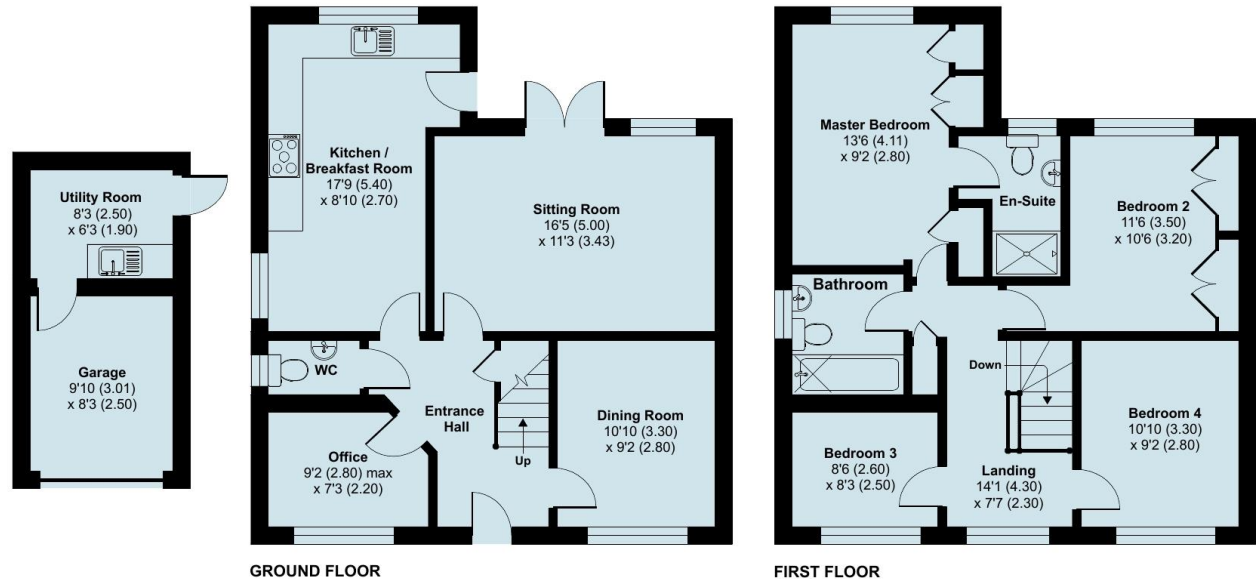 Utility Room
8'3 (2.50)
x 6'3 (1.90)
Garage
9'10 (3.01)
x 8'3 (2.50)
Kitchen /
Breakfast Room
17'9 (5.40)
x 8'10 (2.70)
Sitting Room
16'5 (5.00)
x 11'3 (3.43)
WC
Entrance
Hall
Up
Dining Room
10'10 (3.30)
x 9'2 (2.80)
Office
9'2 (2.80) max
x 7'3 (2.20)
GROUND FLOOR
Master Bedroom
13'6 (4.11)
x 9'2 (2.80)
En-Suite
Bedroom 2
11'6 (3.50)
x 10'6 (3.20)
Bathroom
Down
Bedroom 4
10'10 (3.30)
x 9'2 (2.80)
Bedroom 3
8'6 (2.60)
x 8'3 (2.50)
Landing
14'1 (4.30)
x 7'7 (2.30)
FIRST FLOOR